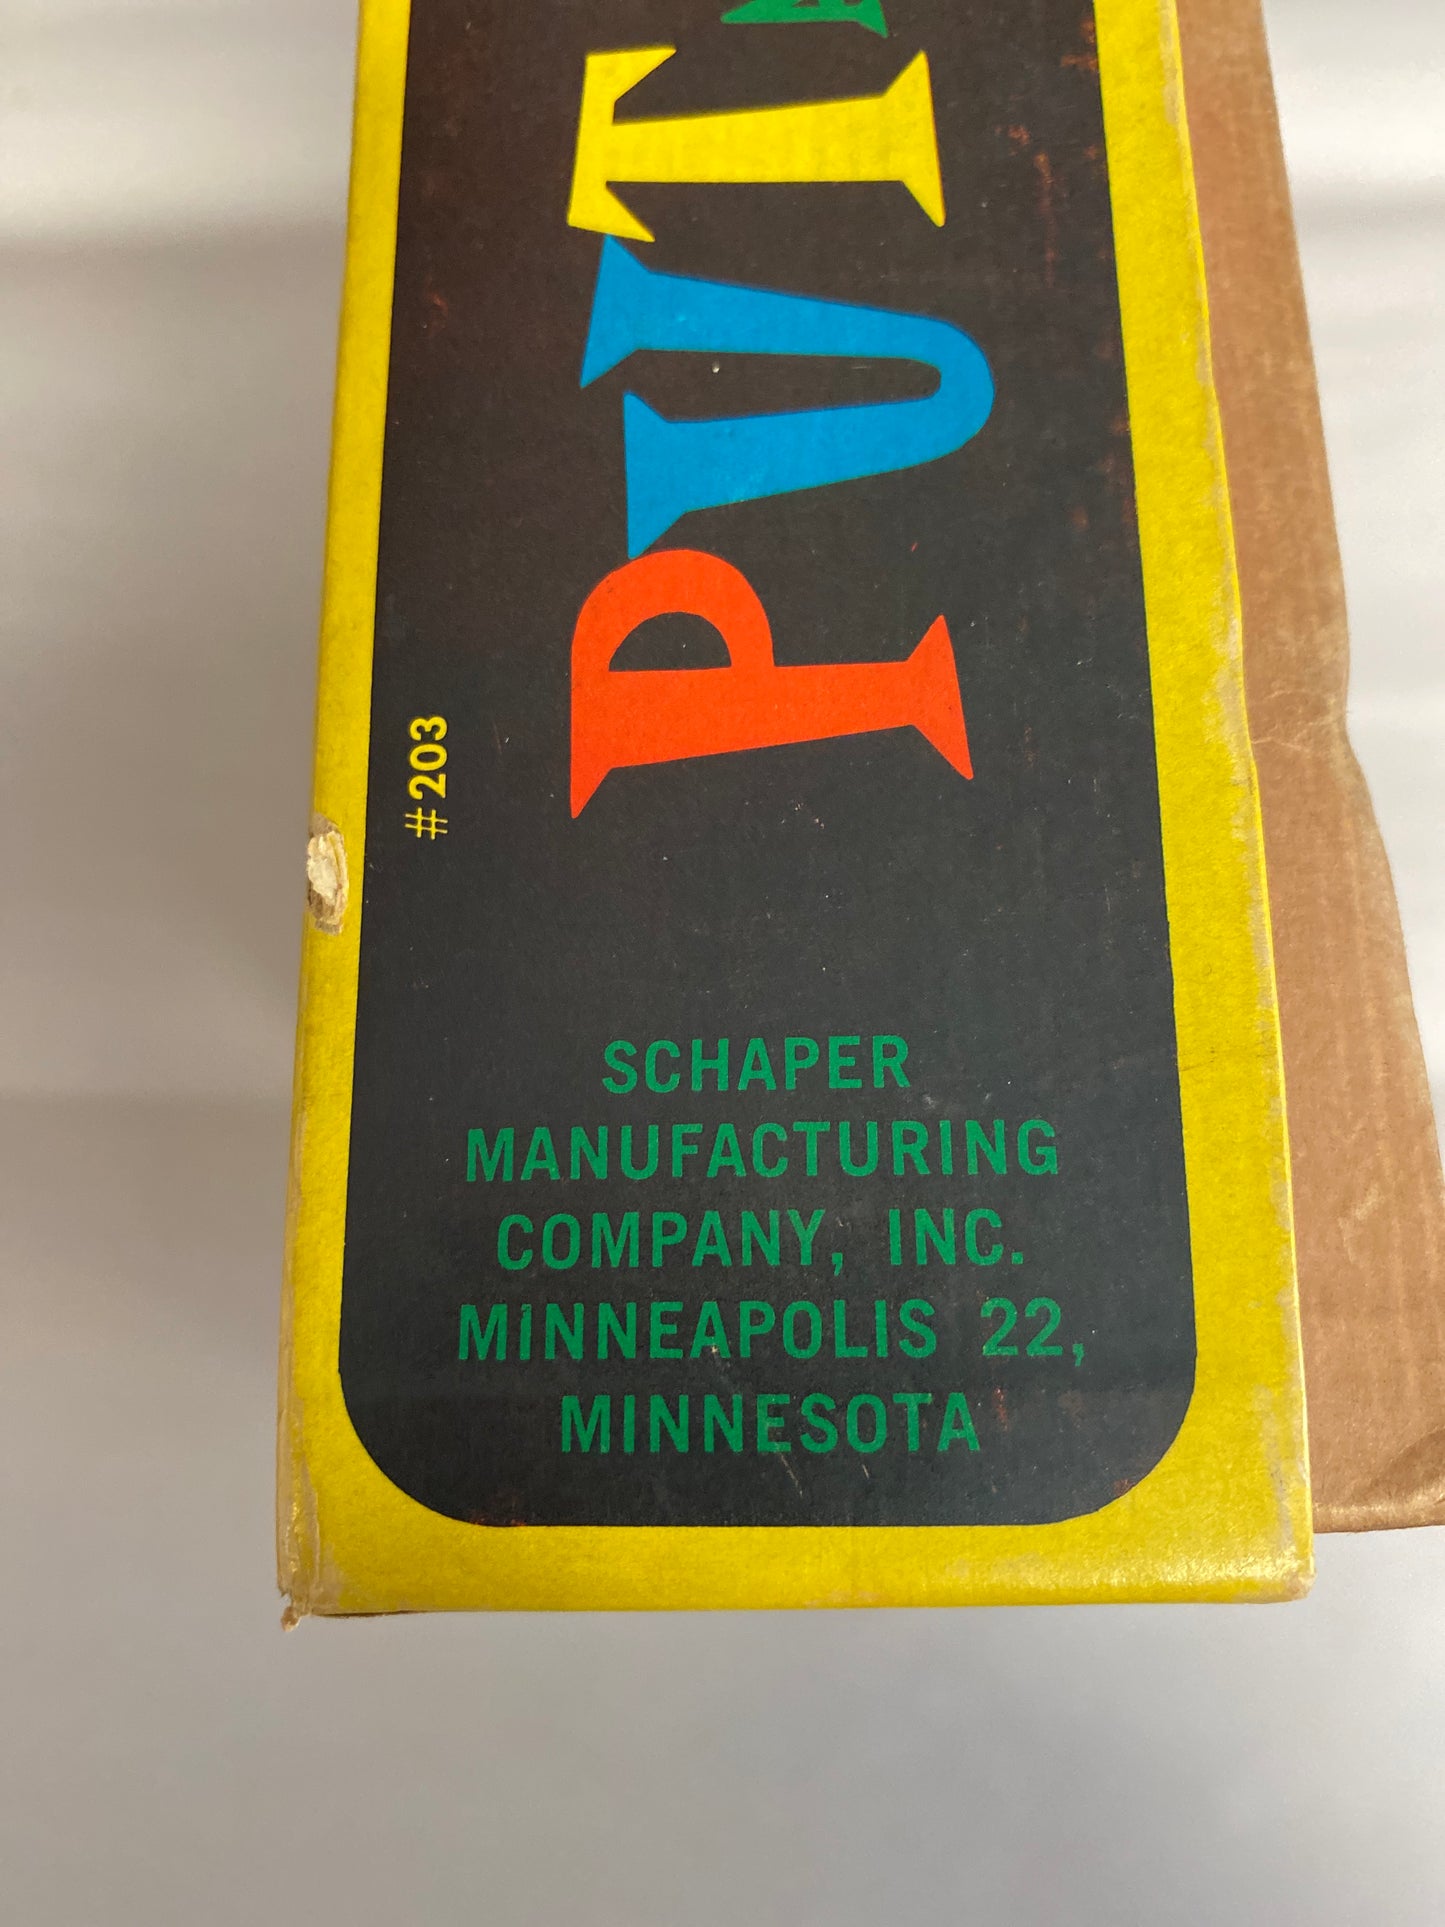 PUT
#203
SCHAPER
MANUFACTURING
COMPANY, INC.
MINNEAPOLIS 22,
MINNESOTA